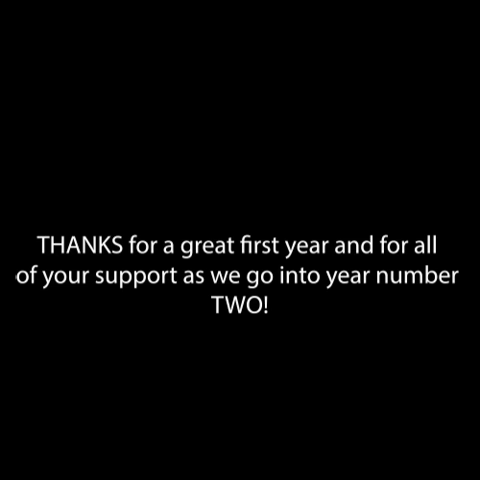 THANKS for a great first year and for all
of your support as we go into year number
TWO!